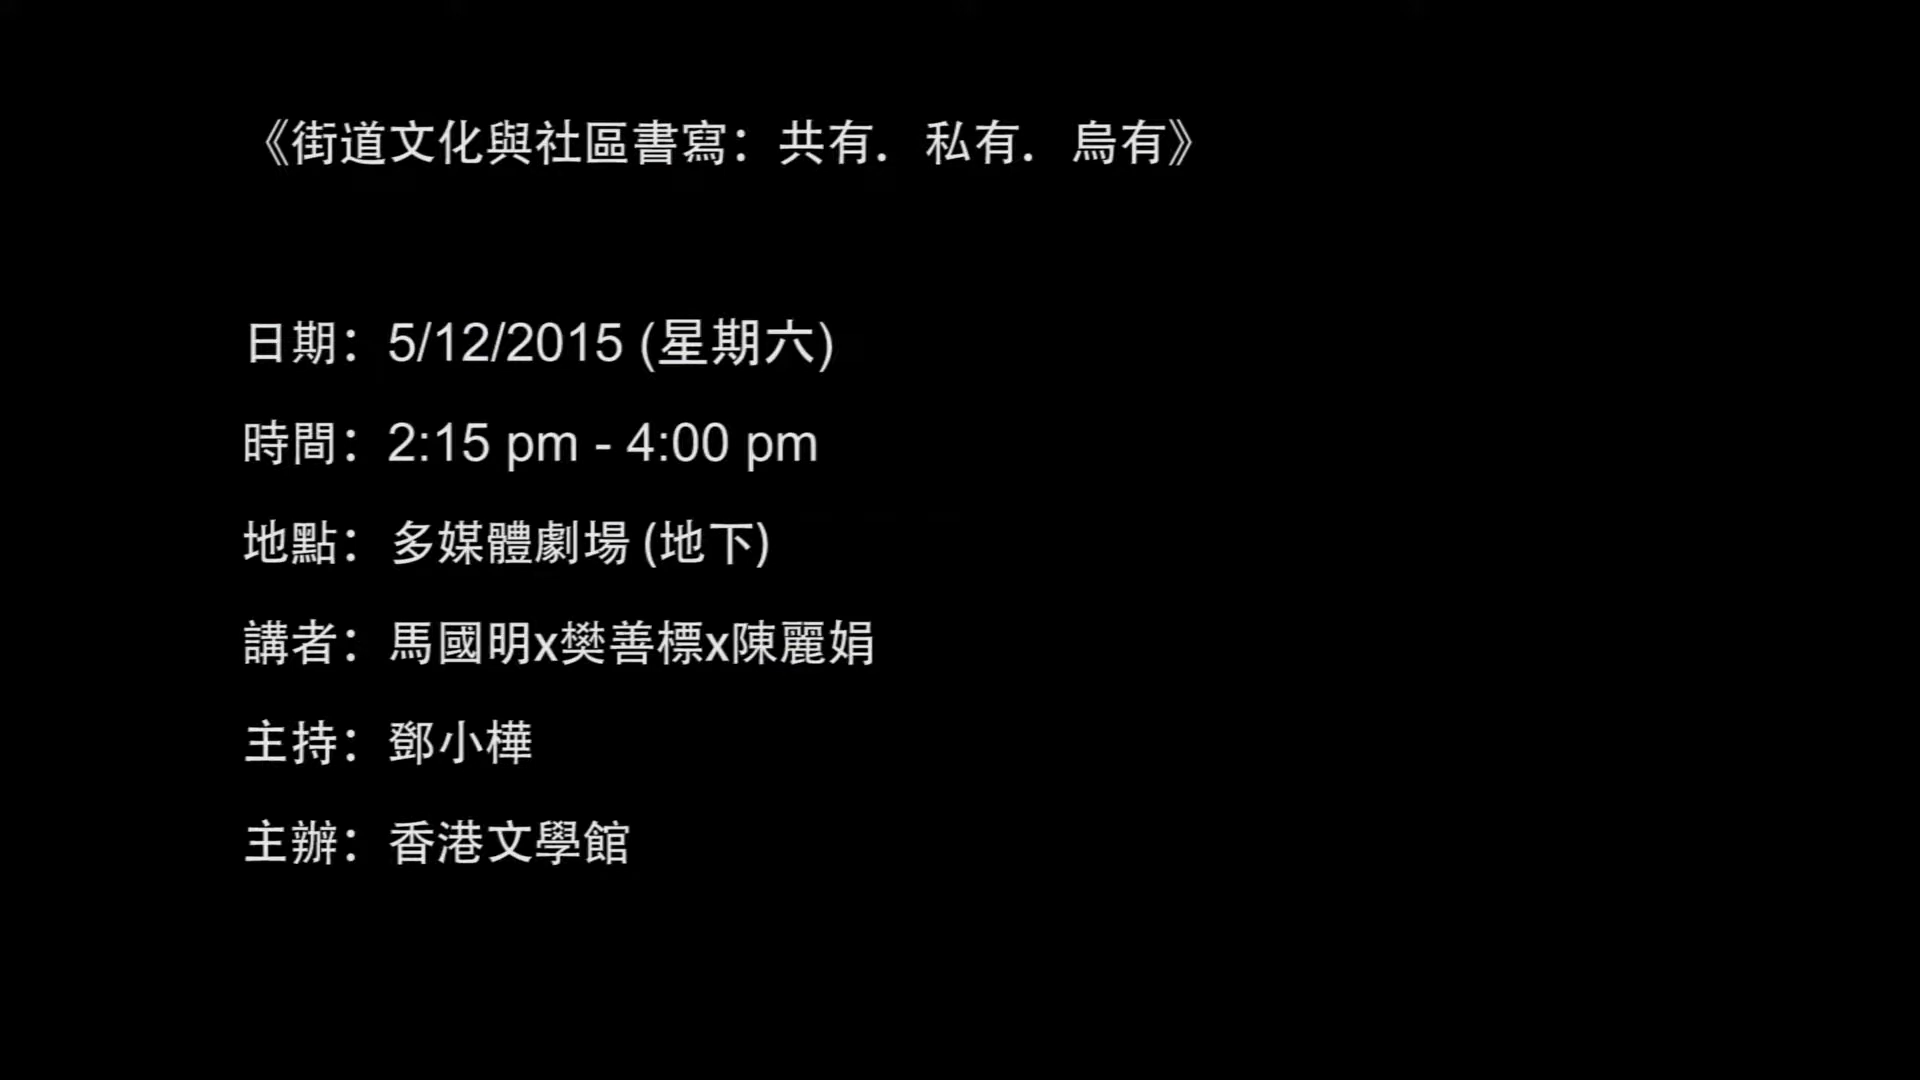 《街道文化與社區書寫：共有．私有．烏有》
日期：5/12/2015 (星期六)
時間：2:15 pm - 4:00 pm
地點：多媒體劇場 (地下)
講者：馬國明x樊善標x陳麗娟
主持：鄧小樺
主辦：香港文學館